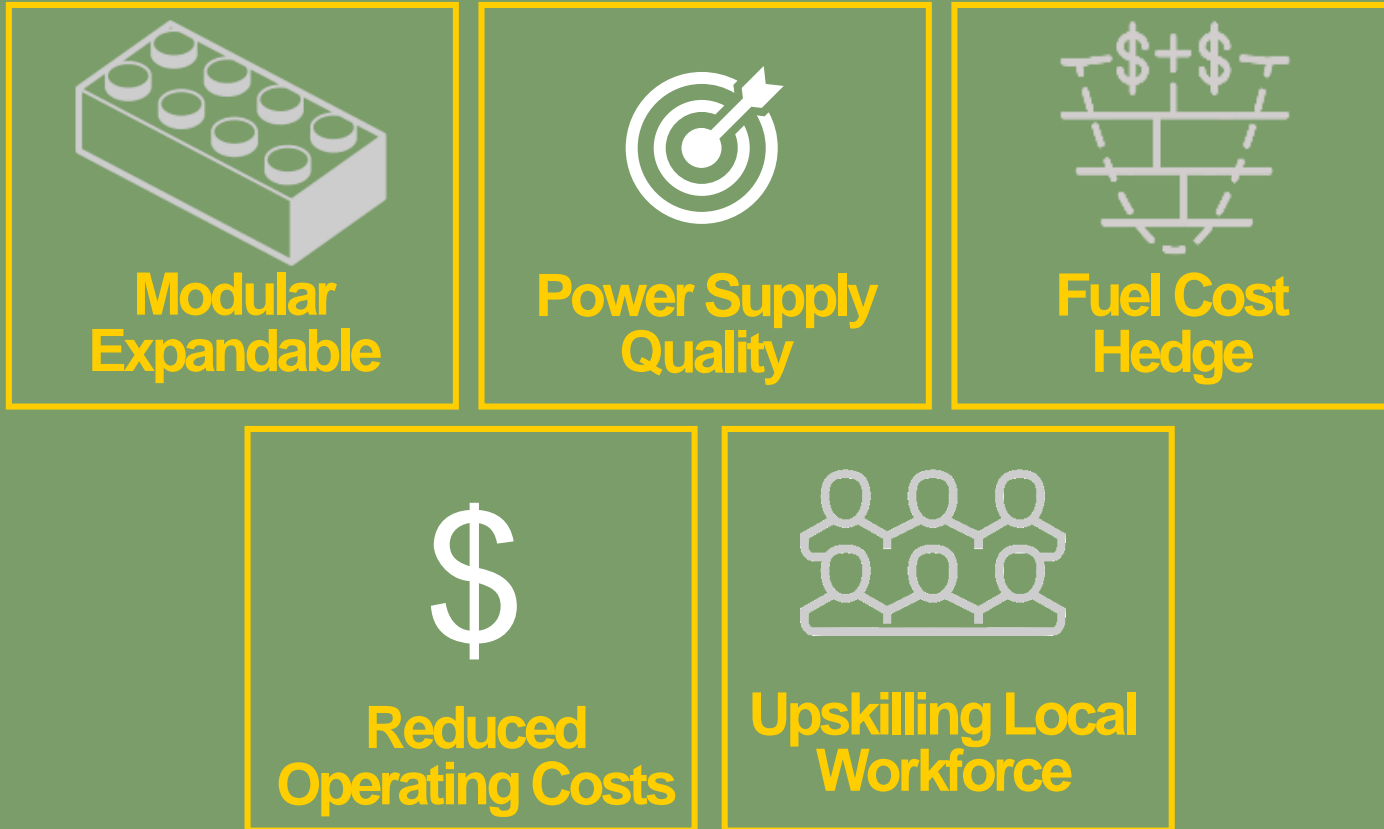 $+$
Modular
Expandable
Power Supply
Quality
Fuel Cost
Hedge
$
Reduced
Operating Costs
Upskilling Local
Workforce